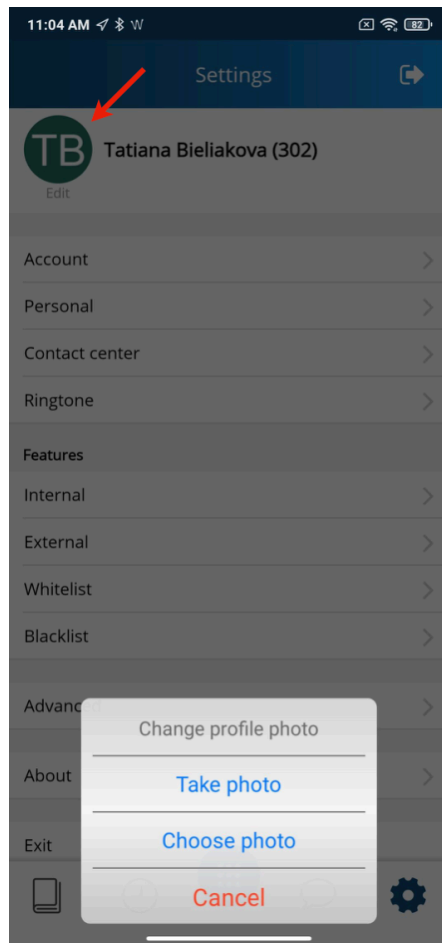 11:04 AM W 82
Settings
TB
Tatiana Bieliakova (302)
Edit
Account
Personal
Contact center
Ringtone
Features
Internal
External
Whitelist
Blacklist
Advanc
Change profile photo
About
Take photo
Exit
Choose photo
Cancel